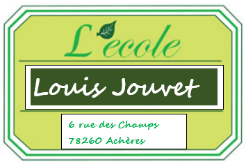 L'ecole
Louis Jouvet
6 rue des Champs
78260 Achères